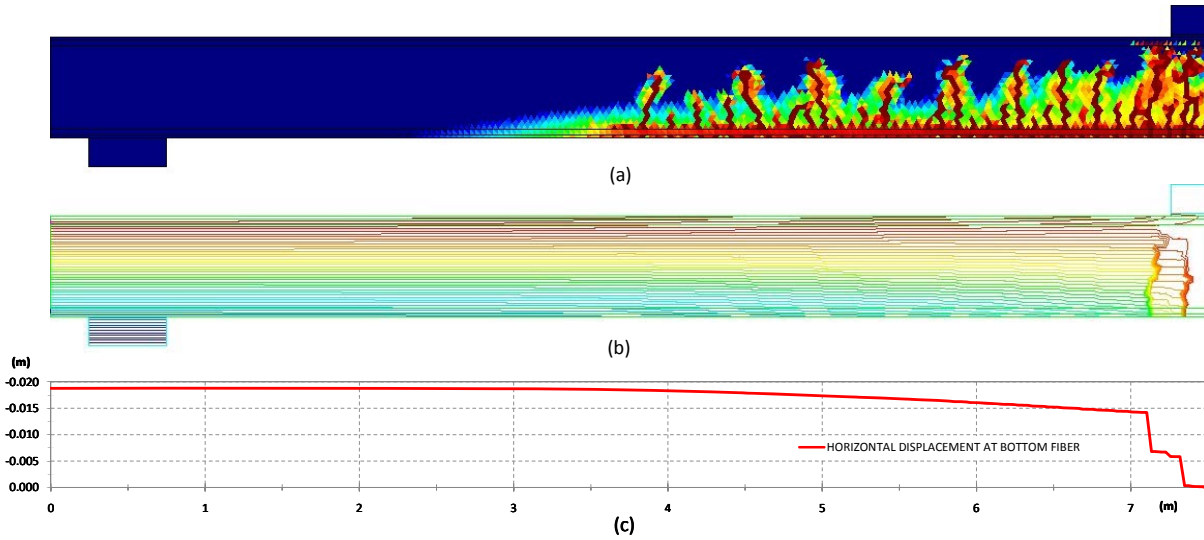 (a)
(b)
(m)
-0.020
-0.015
-0.010
-0.005
0.000
HORIZONTAL DISPLACEMENT AT BOTTOM FIBER
0 1 2 3 4 5 6 7 (m)
(c)